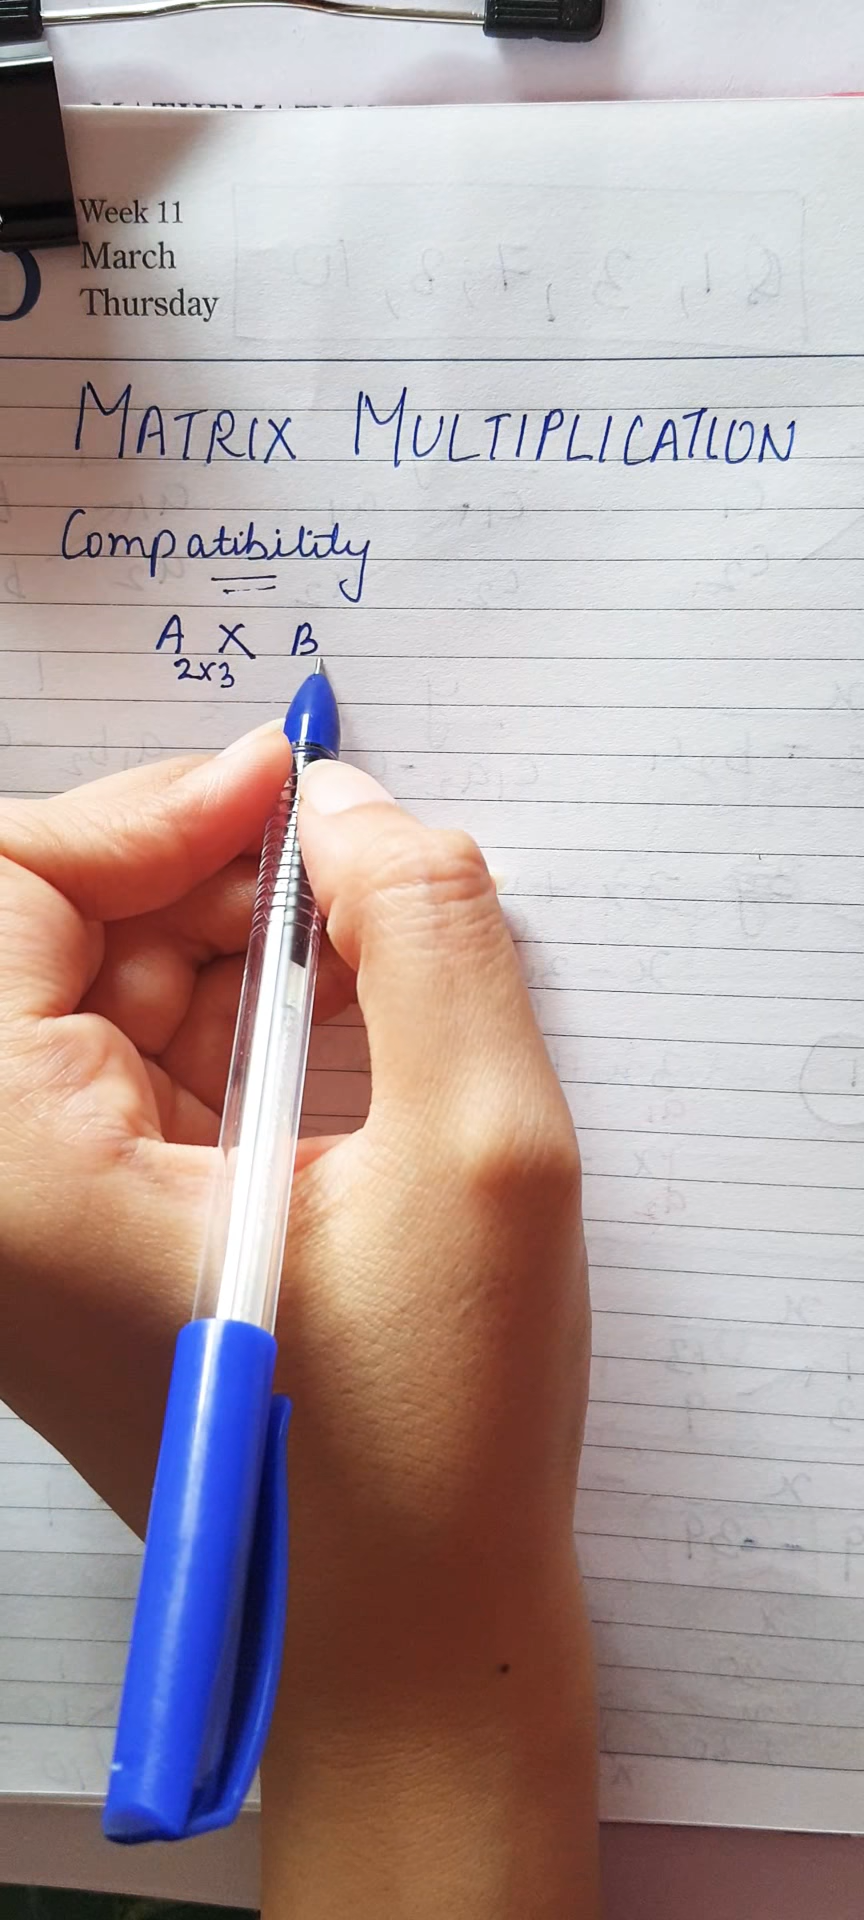 Week 11
March
Thursday
MATRIX MULTIPLICATION
Compatibility
A X B
2x3